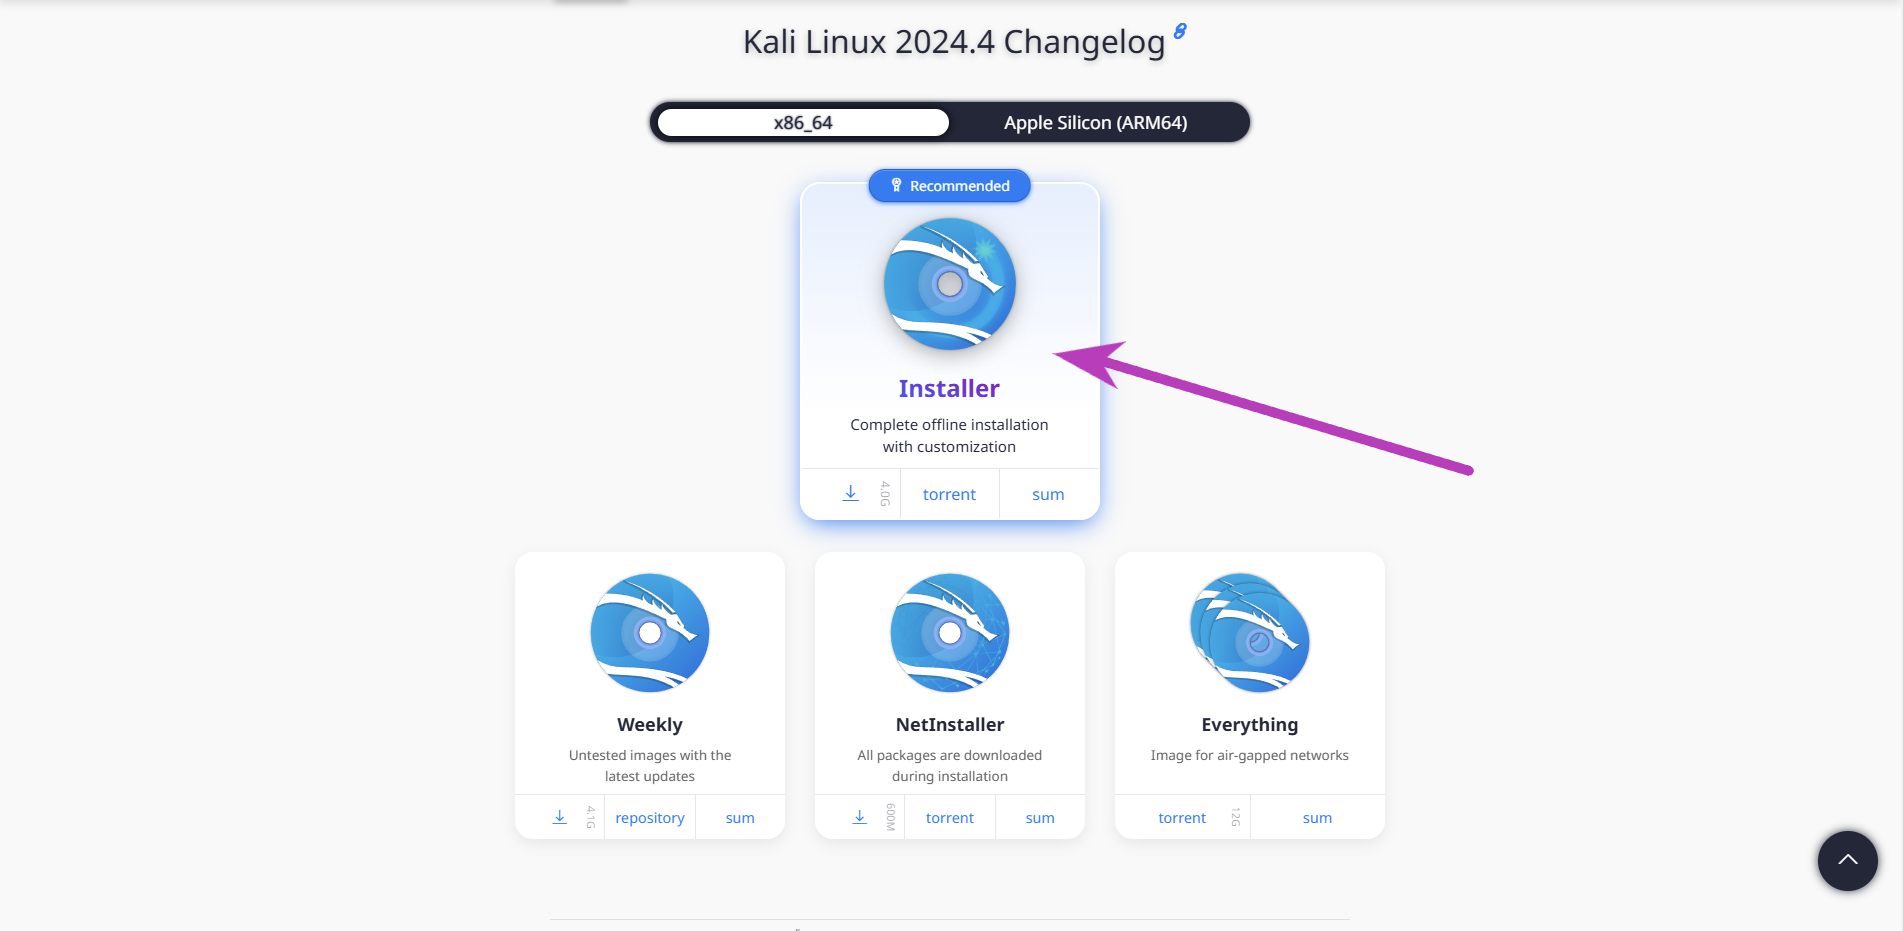 Kali Linux 2024.4 Changelog
x86_64
Apple Silicon (ARM64)
Recommended
Installer
Complete offline installation
with customization
4.0G
torrent
sum
Weekly
Untested images with the
latest updates
4.1G
repository
sum
NetInstaller
All packages are downloaded
during installation
600M
torrent
sum
Everything
Image for air-gapped networks
torrent
12G
sum